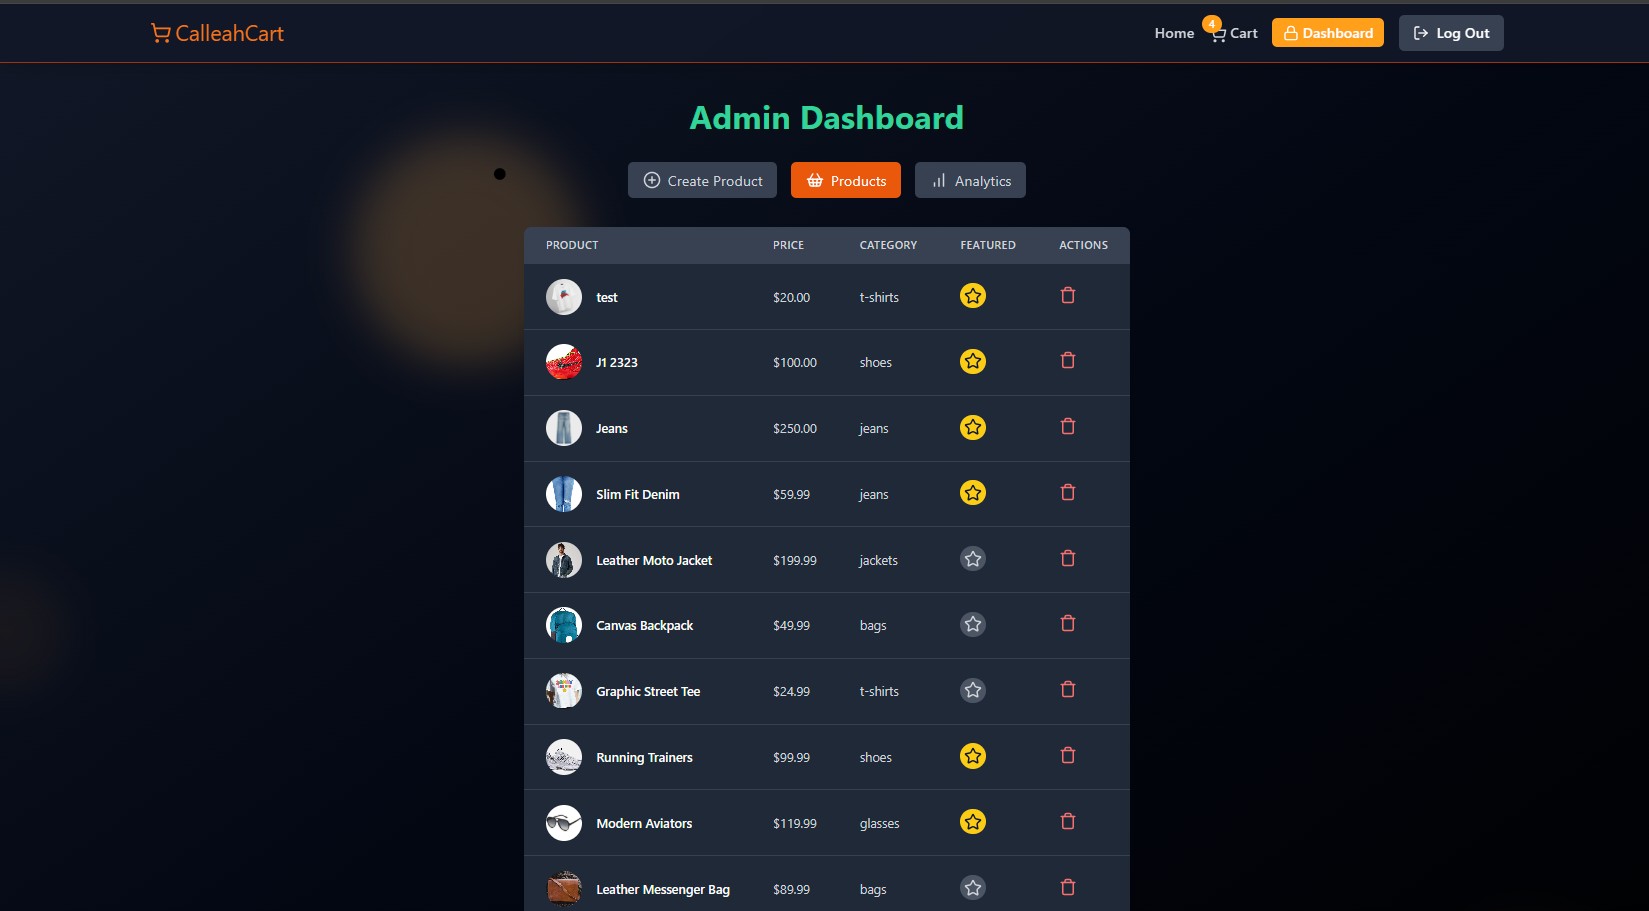 CalleahCart
Home 4 Cart Dashboard Log Out
Admin Dashboard
Create Product Products Analytics
PRODUCT PRICE CATEGORY FEATURED ACTIONS
test $20.00 t-shirts
J1 2323 $100.00 shoes
Jeans $250.00 jeans
Slim Fit Denim $59.99 jeans
Leather Moto Jacket $199.99 jackets
Canvas Backpack $49.99 bags
Graphic Street Tee $24.99 t-shirts
Running Trainers $99.99 shoes
Modern Aviators $119.99 glasses
Leather Messenger Bag $89.99 bags